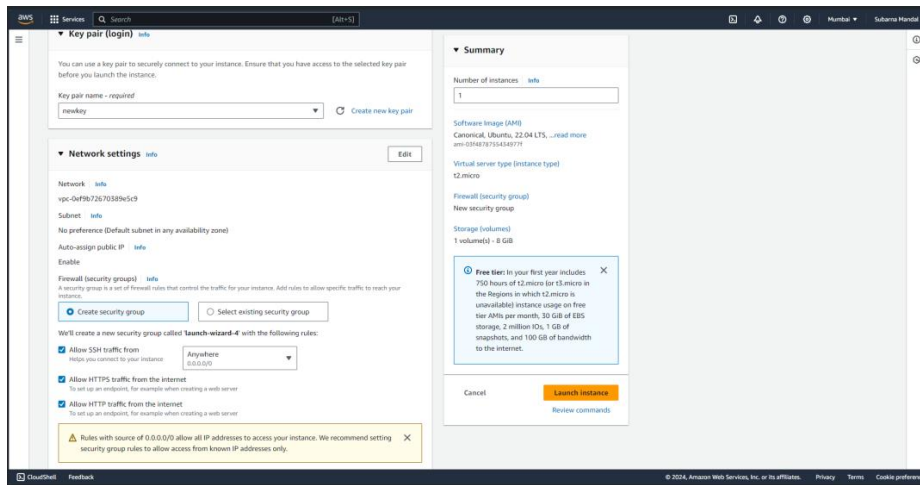 aws
Services
Search
[Alt+S]
Mumbai
Subarna Mandal
Key pair (login) Info
You can use a key pair to securely connect to your instance. Ensure that you have access to the selected key pair
before you launch the instance.
Key pair name - required
newkey
Create new key pair
Network settings Info
Edit
Network Info
vpc-0ef9b72670389e5c9
Subnet Info
No preference (Default subnet in any availability zone)
Auto-assign public IP Info
Enable
Firewall (security groups) Info
A security group is a set of firewall rules that control the traffic for your instance. Add rules to allow specific traffic to reach your
instance.
Create security group
Select existing security group
We'll create a new security group called 'launch-wizard-4' with the following rules:
Allow SSH traffic from
Helps you connect to your instance
Anywhere
0.0.0.0/0
Allow HTTPS traffic from the internet
To set up an endpoint, for example when creating a web server
Allow HTTP traffic from the internet
To set up an endpoint, for example when creating a web server
Rules with source of 0.0.0.0/0 allow all IP addresses to access your instance. We recommend setting
security group rules to allow access from known IP addresses only.
Summary
Number of instances Info
1
Software Image (AMI)
Canonical, Ubuntu, 22.04 LTS, ...read more
ami-03f4878755434977f
Virtual server type (instance type)
t2.micro
Firewall (security group)
New security group
Storage (volumes)
1 volume(s) - 8 GiB
Free tier: In your first year includes
750 hours of t2.micro (or t3.micro in
the Regions in which t2.micro is
unavailable) instance usage on free
tier AMIs per month, 30 GiB of EBS
storage, 2 million IOs, 1 GB of
snapshots, and 100 GB of bandwidth
to the internet.
Cancel
Launch instance
Review commands
CloudShell
Feedback
© 2024, Amazon Web Services, Inc. or its affiliates.
Privacy
Terms
Cookie preferen